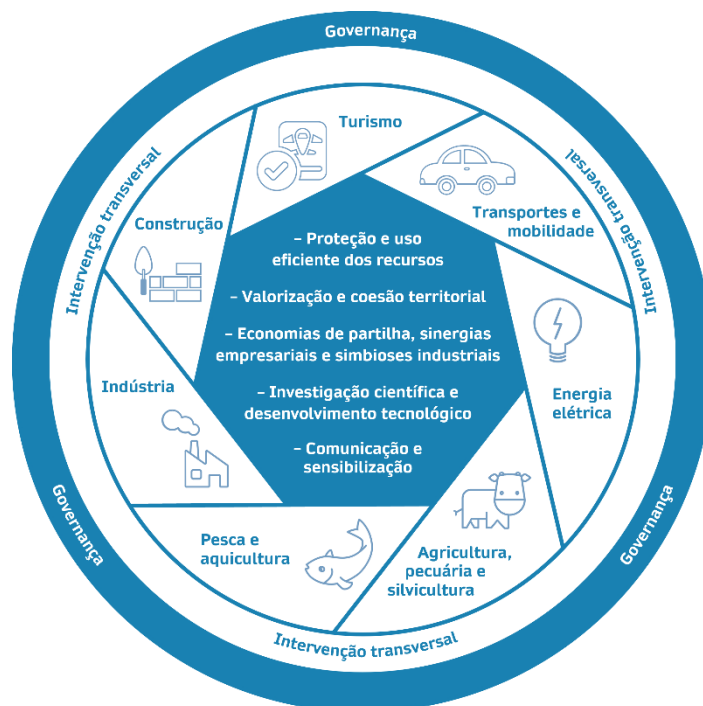 Governança
Intervenção transversal
Intervenção transversal
Turismo
Transportes e
mobilidade
Construção
– Proteção e uso
eficiente dos recursos
– Valorização e coesão territorial
– Economias de partilha, sinergias
empresariais e simbioses industriais
– Investigação científica e
desenvolvimento tecnológico
– Comunicação e
sensibilização
Indústria
Energia
elétrica
Pesca e
aquicultura
Agricultura,
pecuária e
silvicultura
Governança
Governança
Intervenção transversal